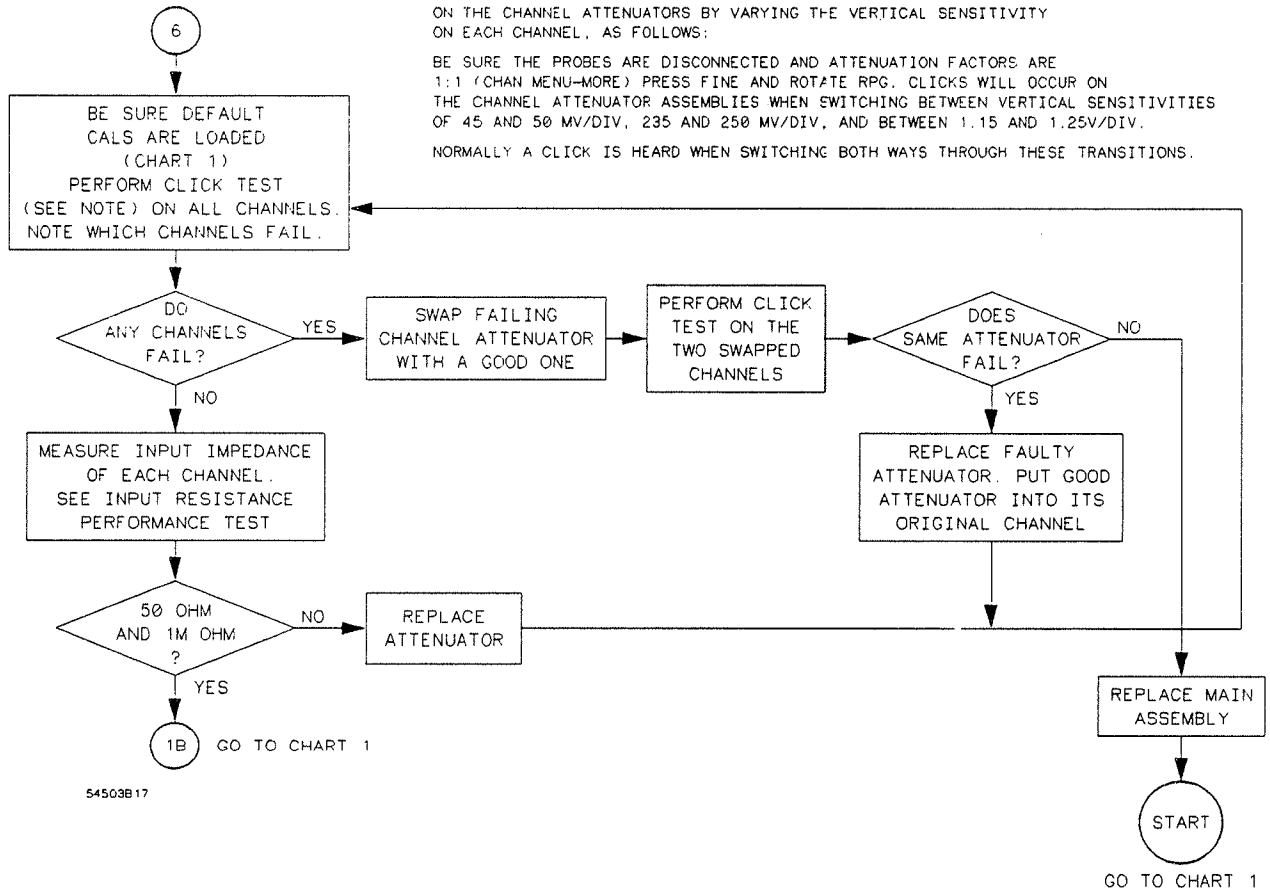 6
ON THE CHANNEL ATTENUATORS BY VARYING THE VERTICAL SENSITIVITY
ON EACH CHANNEL, AS FOLLOWS:
BE SURE THE PROBES ARE DISCONNECTED AND ATTENUATION FACTORS ARE
1:1 (CHAN MENU-MORE) PRESS FINE AND ROTATE RPG. CLICKS WILL OCCUR ON
THE CHANNEL ATTENUATOR ASSEMBLIES WHEN SWITCHING BETWEEN VERTICAL SENSITIVITIES
OF 45 AND 50 MV/DIV, 235 AND 250 MV/DIV, AND BETWEEN 1.15 AND 1.25V/DIV.
NORMALLY A CLICK IS HEARD WHEN SWITCHING BOTH WAYS THROUGH THESE TRANSITIONS.
BE SURE DEFAULT
CALS ARE LOADED
(CHART 1)
PERFORM CLICK TEST
(SEE NOTE) ON ALL CHANNELS.
NOTE WHICH CHANNELS FAIL.
DO
ANY CHANNELS
FAIL?
YES
NO
SWAP FAILING
CHANNEL ATTENUATOR
WITH A GOOD ONE
PERFORM CLICK
TEST ON THE
TWO SWAPPED
CHANNELS
DOES
SAME ATTENUATOR
FAIL?
NO
YES
MEASURE INPUT IMPEDANCE
OF EACH CHANNEL.
SEE INPUT RESISTANCE
PERFORMANCE TEST
REPLACE FAULTY
ATTENUATOR. PUT GOOD
ATTENUATOR INTO ITS
ORIGINAL CHANNEL
50 OHM
AND 1M OHM
?
NO
YES
REPLACE
ATTENUATOR
REPLACE MAIN
ASSEMBLY
1B
GO TO CHART 1
54503B17
START
GO TO CHART 1